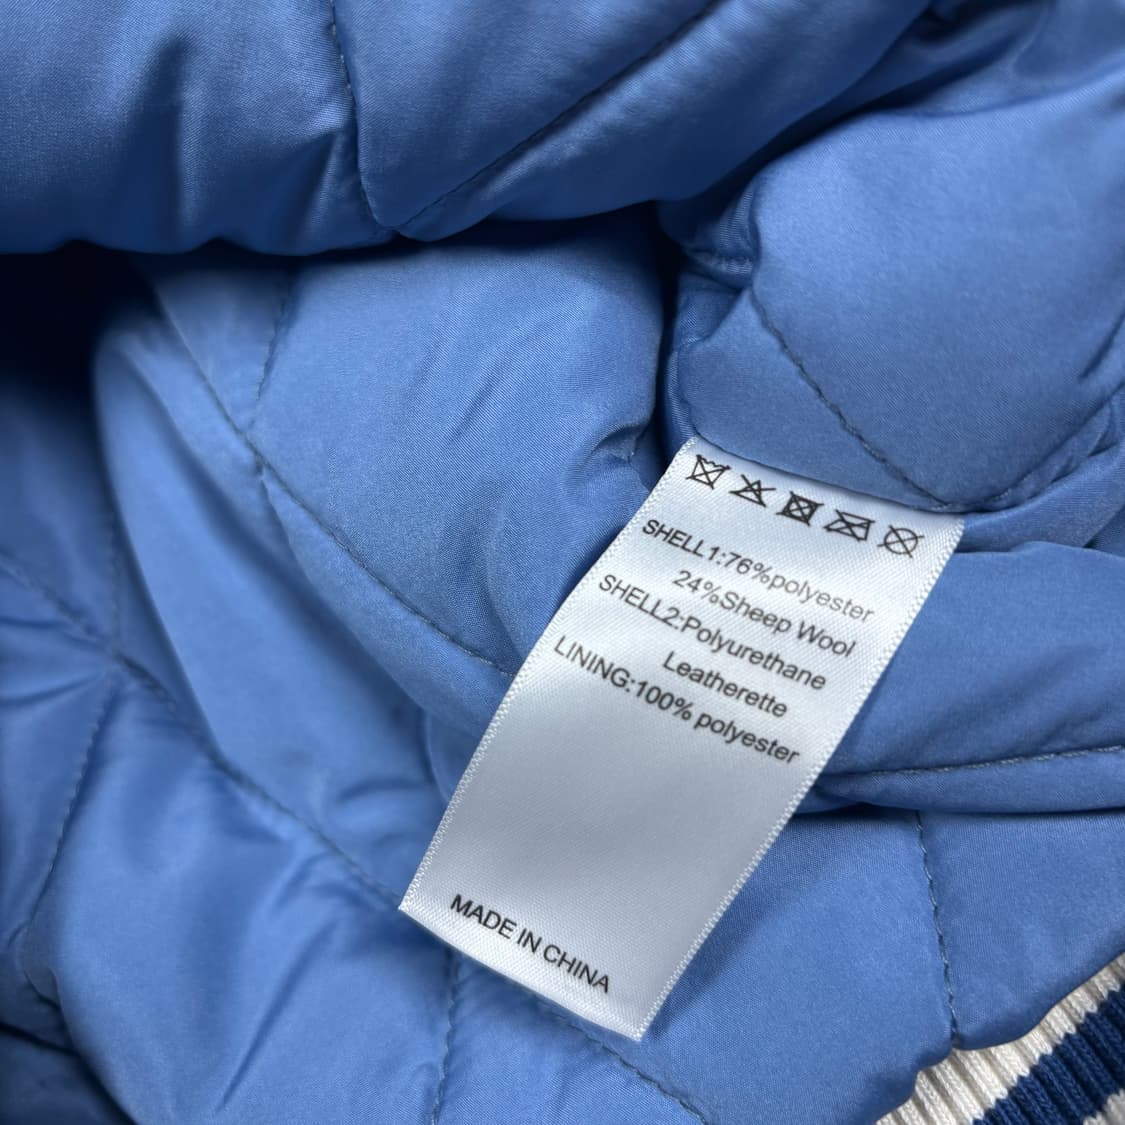 SHELL1:76%polyester
24%Sheep Wool
SHELL2:Polyurethane
Leatherette
LINING:100% polyester
MADE IN CHINA